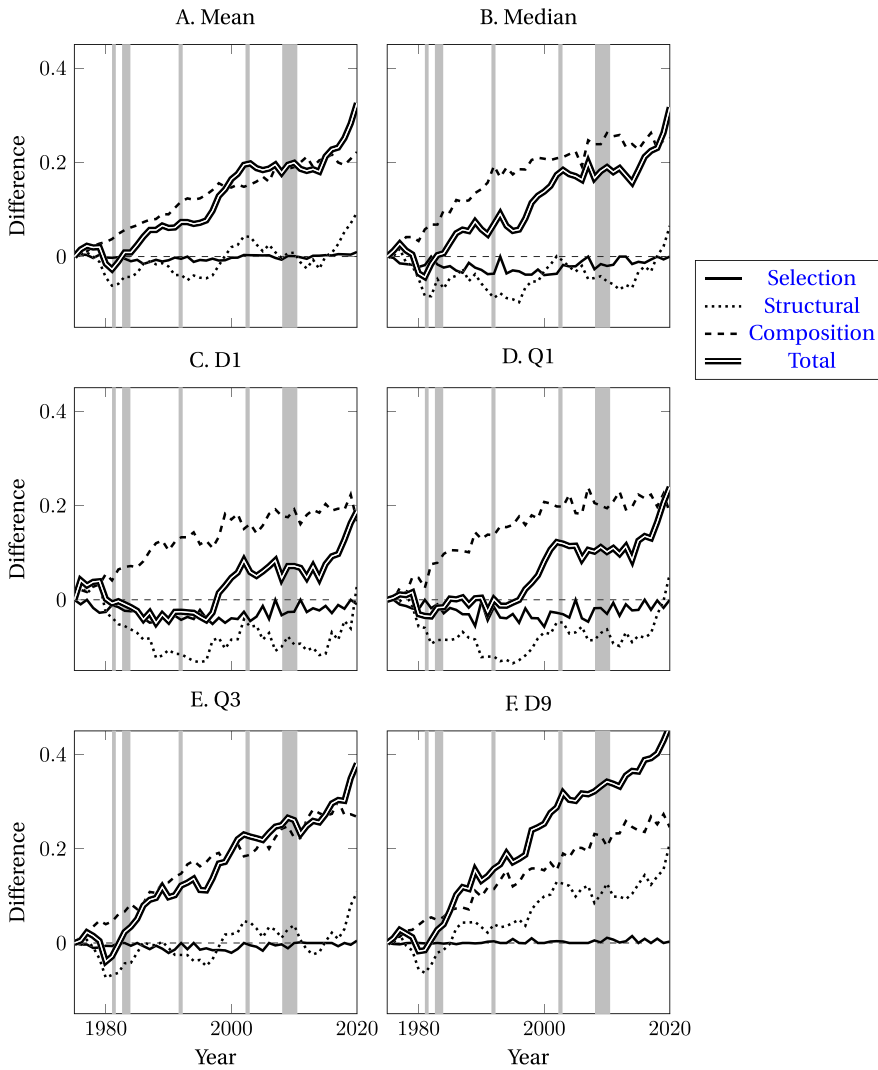 A. Mean
B. Median
0.4
0.2
0
Difference
Selection
Structural
Composition
Total
C. D1
D. Q1
0.4
0.2
0
Difference
E. Q3
F. D9
0.4
0.2
0
Difference
1980
2000
2020
1980
2000
2020
Year
Year